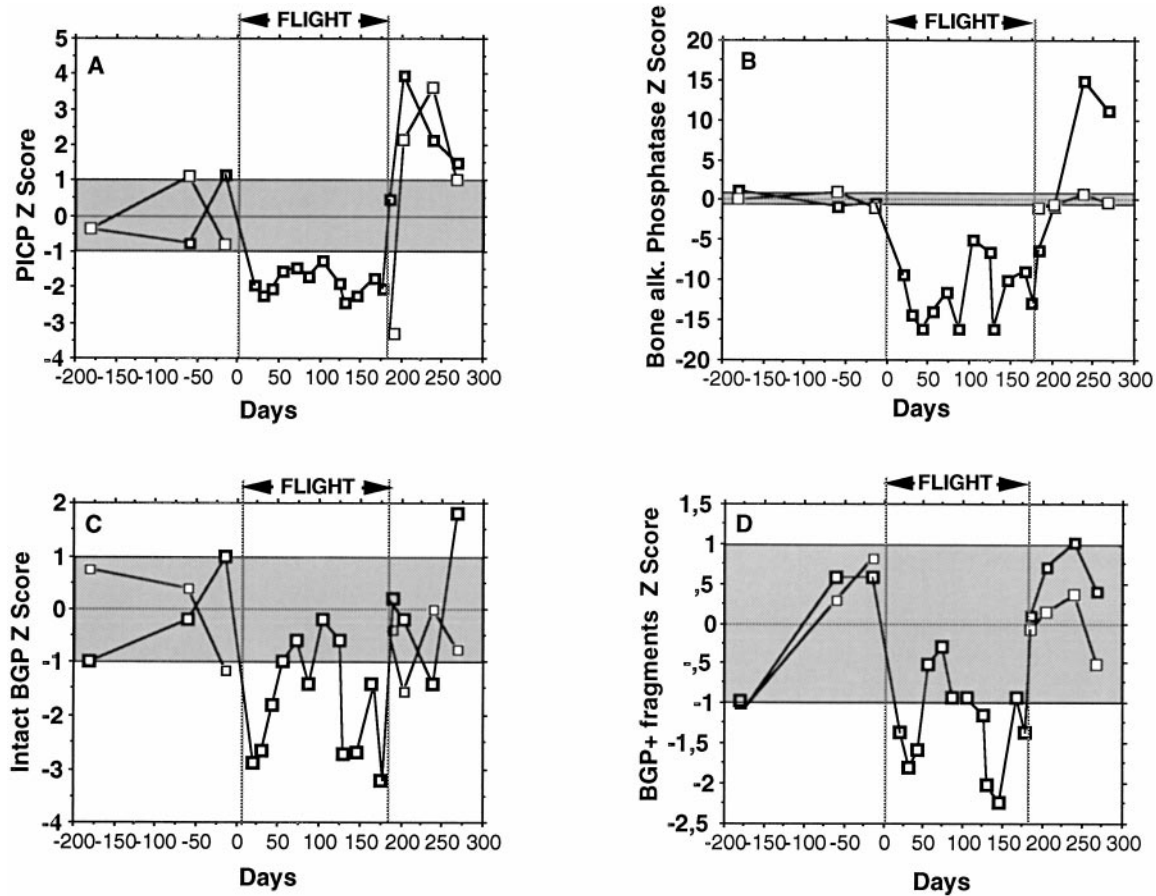 FLIGHT
A
PICP Z Score
5
4
3
2
1
0
-1
-2
-3
-4
-200-150-100 -50 0 50 100 150 200 250 300
Days
FLIGHT
B
Bone alk. Phosphatase Z Score
20
15
10
5
0
-5
-10
-15
-20
-200-150-100 -50 0 50 100 150 200 250 300
Days
FLIGHT
C
Intact BGP Z Score
2
1
0
-1
-2
-3
-4
-200-150-100 -50 0 50 100 150 200 250 300
Days
FLIGHT
D
BGP+ fragments Z Score
1,5
1
,5
0
-,5
-1
-1,5
-2
-2,5
-200-150-100 -50 0 50 100 150 200 250 300
Days